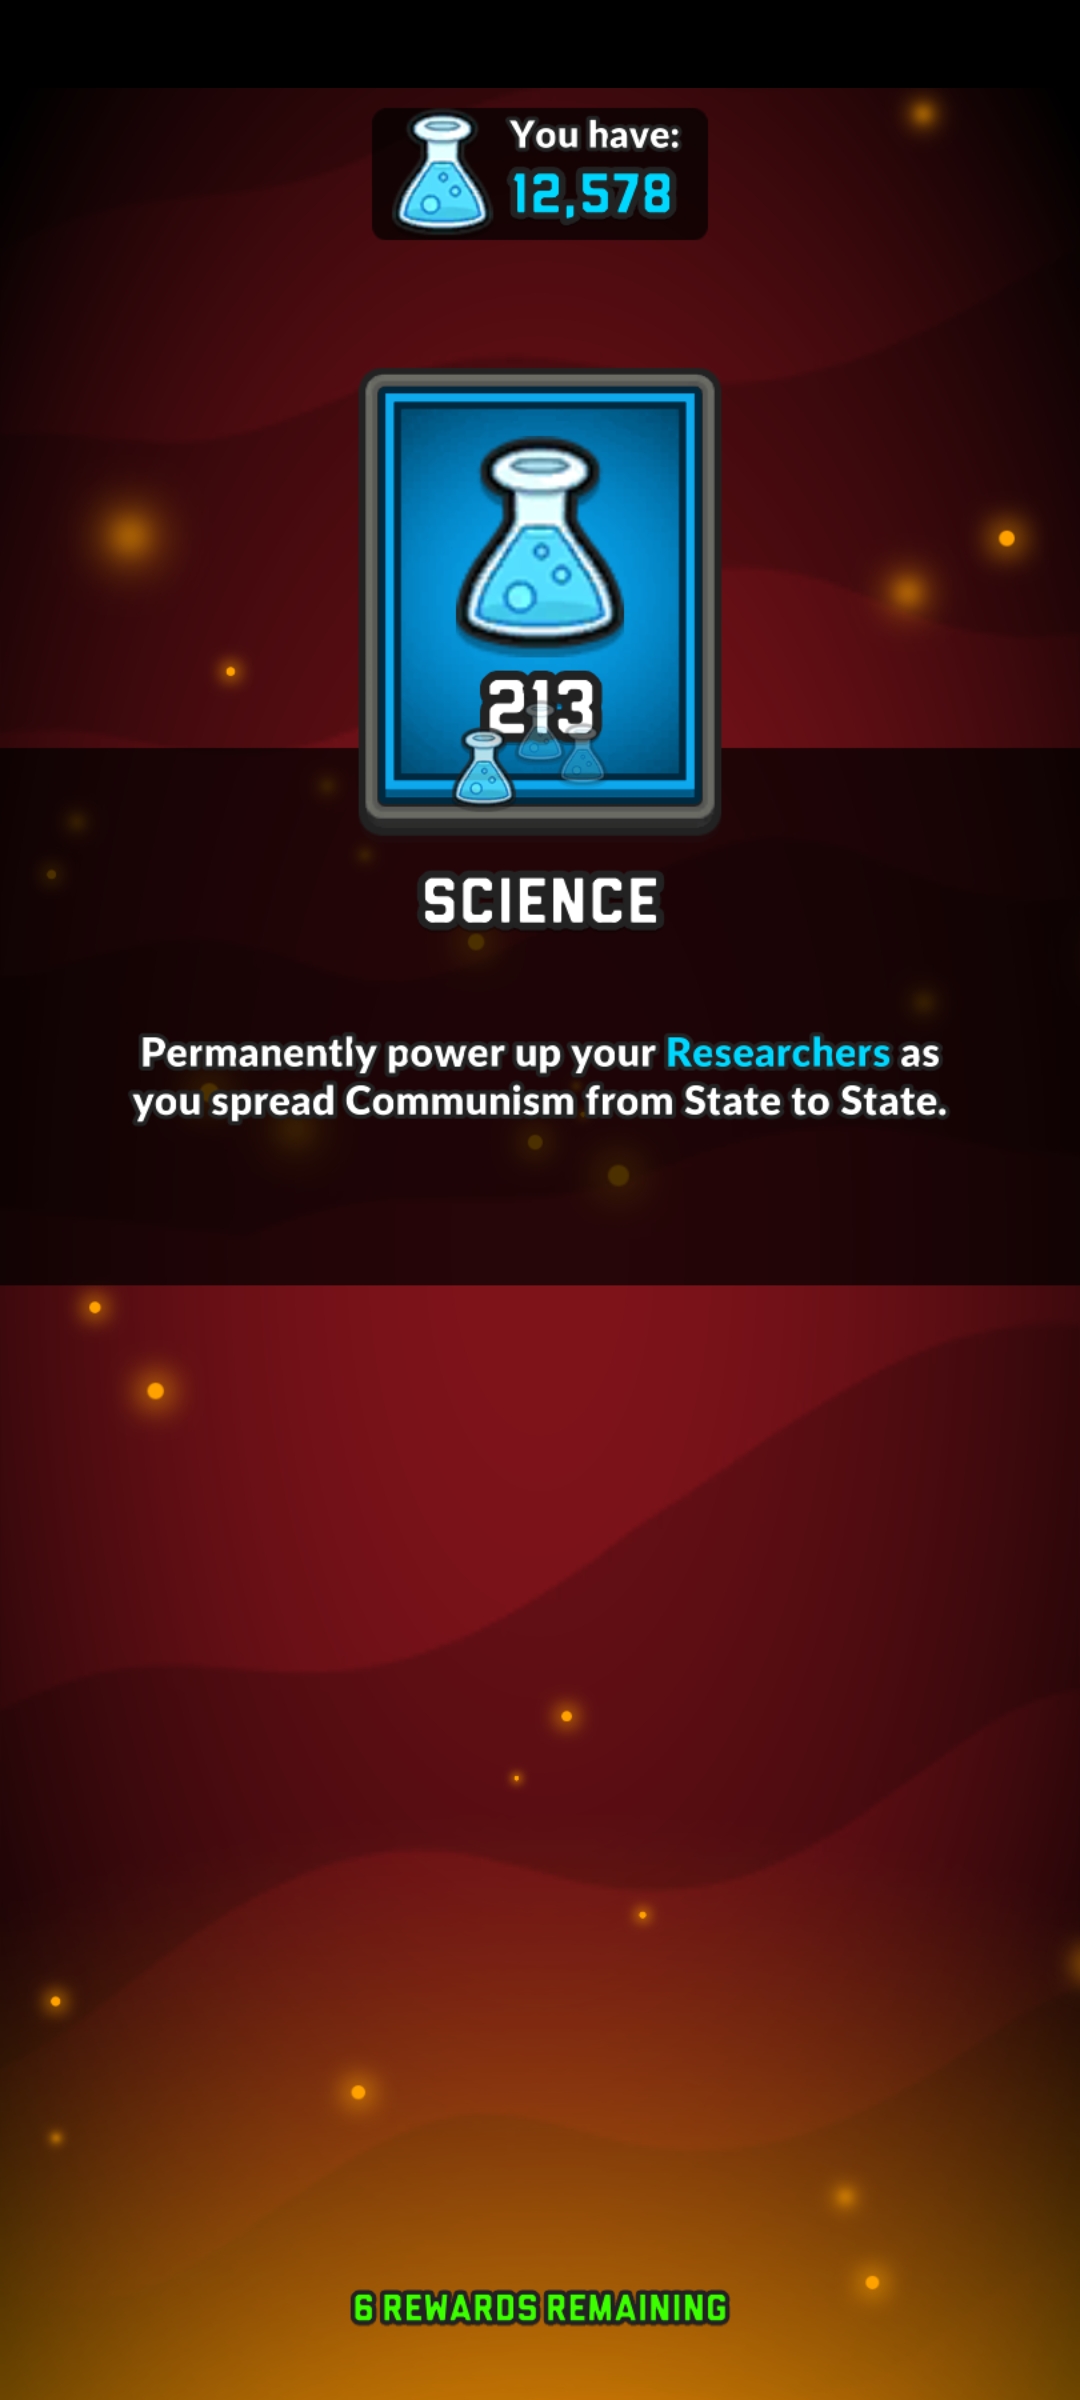 You have:
12,578
213
SCIENCE
Permanently power up your Researchers as
you spread Communism from State to State.
6 REWARDS REMAINING